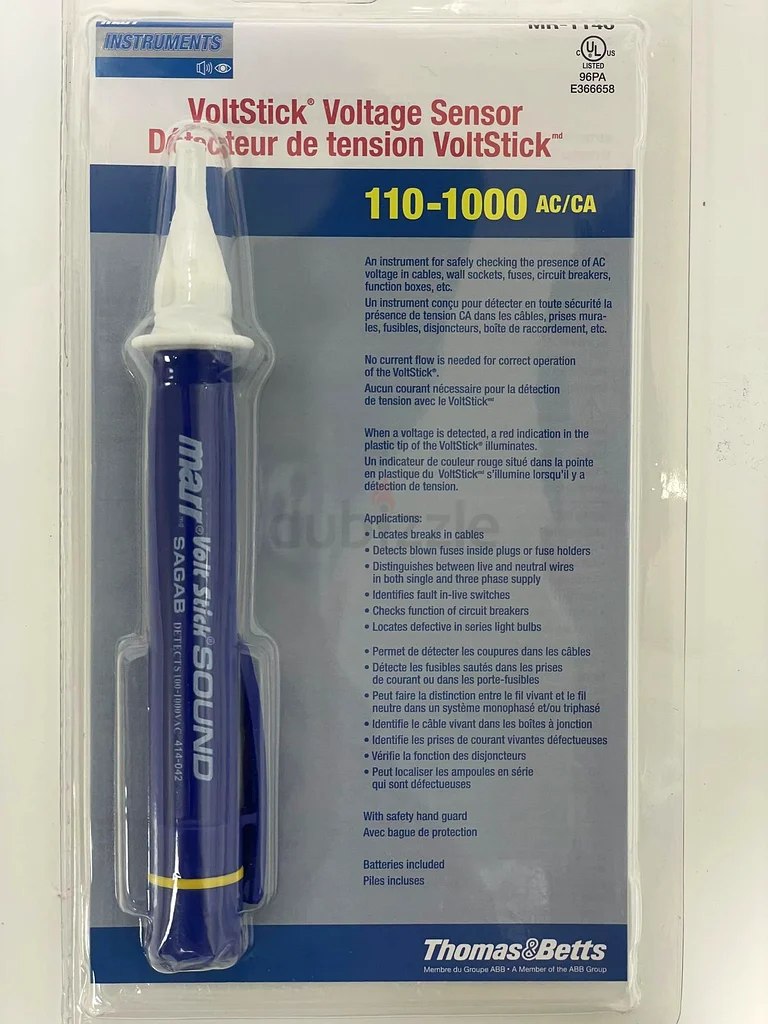 marr
INSTRUMENTS
MR-1148
C UL US
LISTED
96PA
E366658
VoltStick® Voltage Sensor
Détecteur de tension VoltStick md
110-1000 AC/CA
An instrument for safely checking the presence of AC
voltage in cables, wall sockets, fuses, circuit breakers,
function boxes, etc.
Un instrument conçu pour détecter en toute sécurité la
présence de tension CA dans les câbles, prises mura-
les, fusibles, disjoncteurs, boîte de raccordement, etc.
No current flow is needed for correct operation
of the VoltStick®.
Aucun courant nécessaire pour la détection
de tension avec le VoltStick md
When a voltage is detected, a red indication in the
plastic tip of the VoltStick® illuminates.
Un indicateur de couleur rouge situé dans la pointe
en plastique du VoltStick md s'illumine lorsqu'il y a
détection de tension.
Applications:
• Locates breaks in cables
• Detects blown fuses inside plugs or fuse holders
• Distinguishes between live and neutral wires
in both single and three phase supply
• Identifies fault in-live switches
• Checks function of circuit breakers
• Locates defective in series light bulbs
• Permet de détecter les coupures dans les câbles
• Détecte les fusibles sautés dans les prises
de courant ou dans les porte-fusibles
• Peut faire la distinction entre le fil vivant et le fil
neutre dans un système monophasé et/ou triphasé
• Identifie le câble vivant dans les boîtes à jonction
• Identifie les prises de courant vivantes défectueuses
• Vérifie la fonction des disjoncteurs
• Peut localiser les ampoules en série
qui sont défectueuses
With safety hand guard
Avec bague de protection
Batteries included
Piles incluses
Thomas&Betts
Membre du Groupe ABB • A Member of the ABB Group
marr® md Volt Stick® SOUND
SAGAB DETECTS 100-1000VAC 414-042
dubizzle